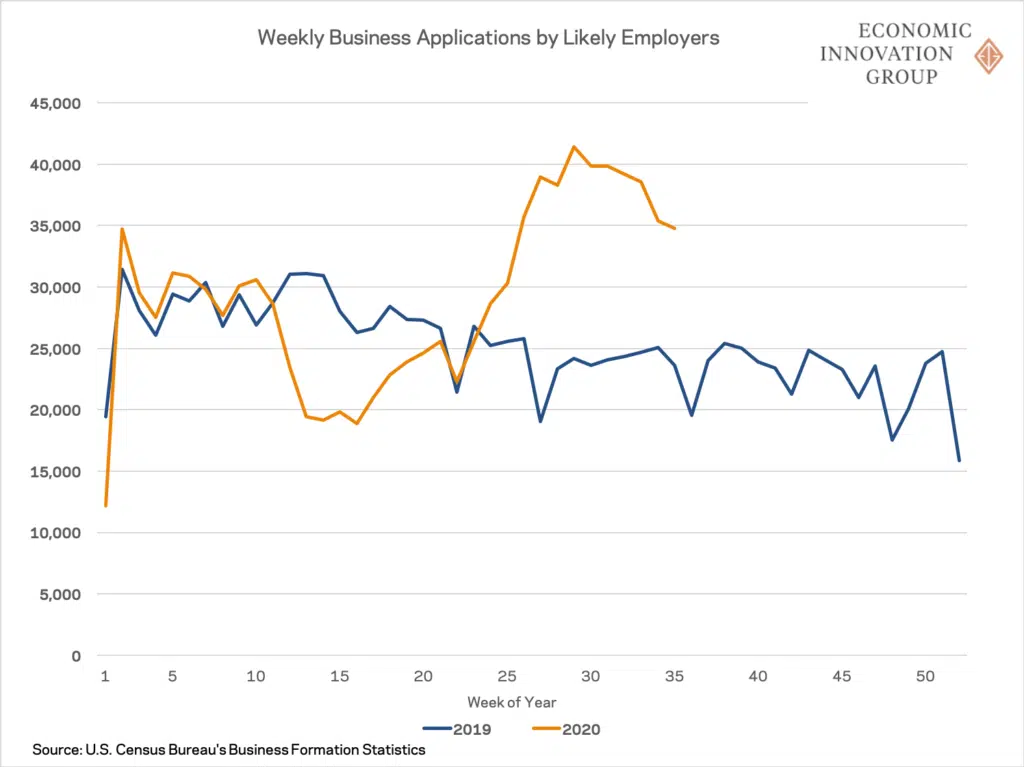 Weekly Business Applications by Likely Employers
ECONOMIC
INNOVATION
GROUP
45,000
40,000
35,000
30,000
25,000
20,000
15,000
10,000
5,000
0
1 5 10 15 20 25 30 35 40 45 50
Week of Year
2019 2020
Source: U.S. Census Bureau's Business Formation Statistics